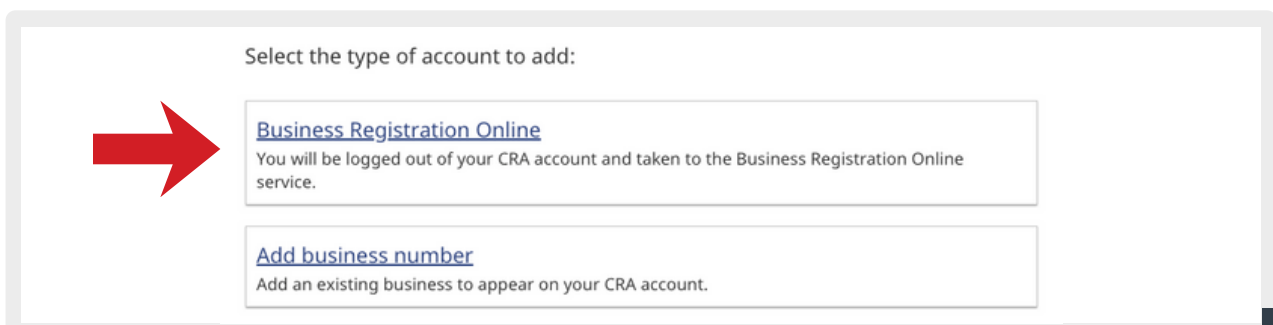 Select the type of account to add:
Business Registration Online
You will be logged out of your CRA account and taken to the Business Registration Online
service.
Add business number
Add an existing business to appear on your CRA account.